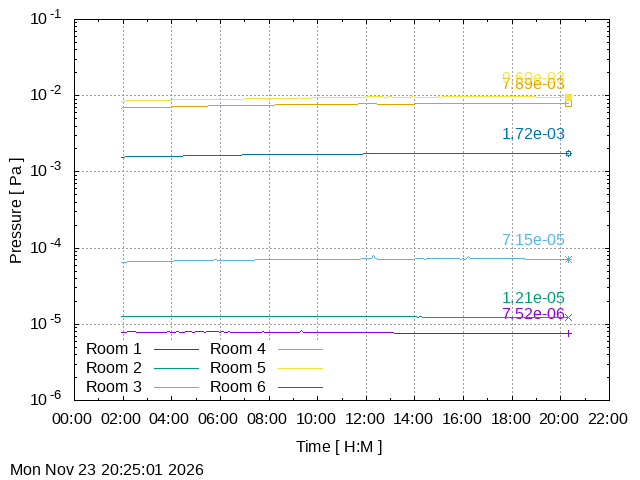 10^-1
10^-2
10^-3
10^-4
10^-5
10^-6
Pressure [ Pa ]
7.89e-03
1.72e-03
7.15e-05
1.21e-05
7.52e-06
Room 1 Room 4
Room 2 Room 5
Room 3 Room 6
00:00 02:00 04:00 06:00 08:00 10:00 12:00 14:00 16:00 18:00 20:00 22:00
Time [ H:M ]
Mon Nov 23 20:25:01 2026